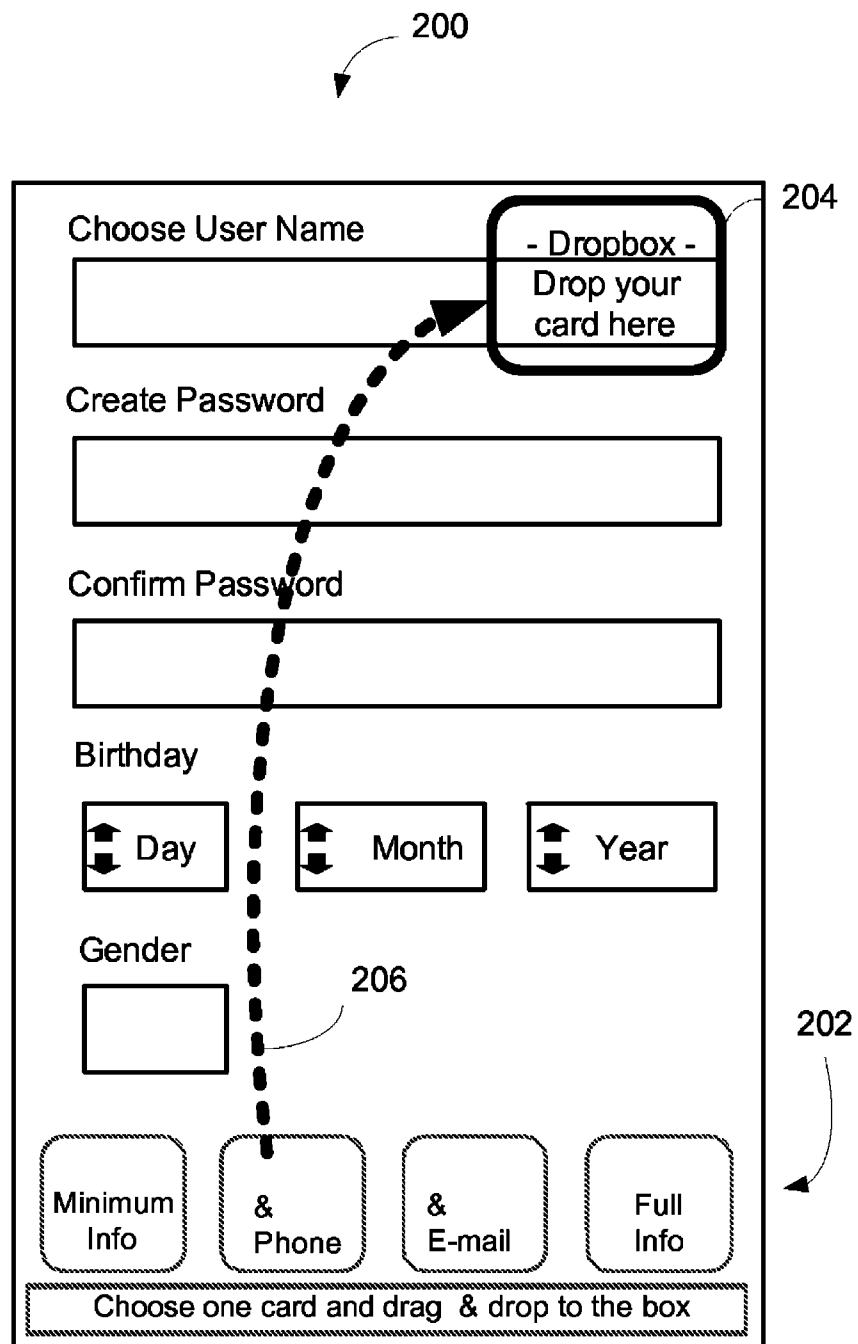 200
204
Choose User Name
- Dropbox -
Drop your
card here
Create Password
Confirm Password
Birthday
Day
Month
Year
Gender
206
202
Minimum
Info
&
Phone
&
E-mail
Full
Info
Choose one card and drag & drop to the box